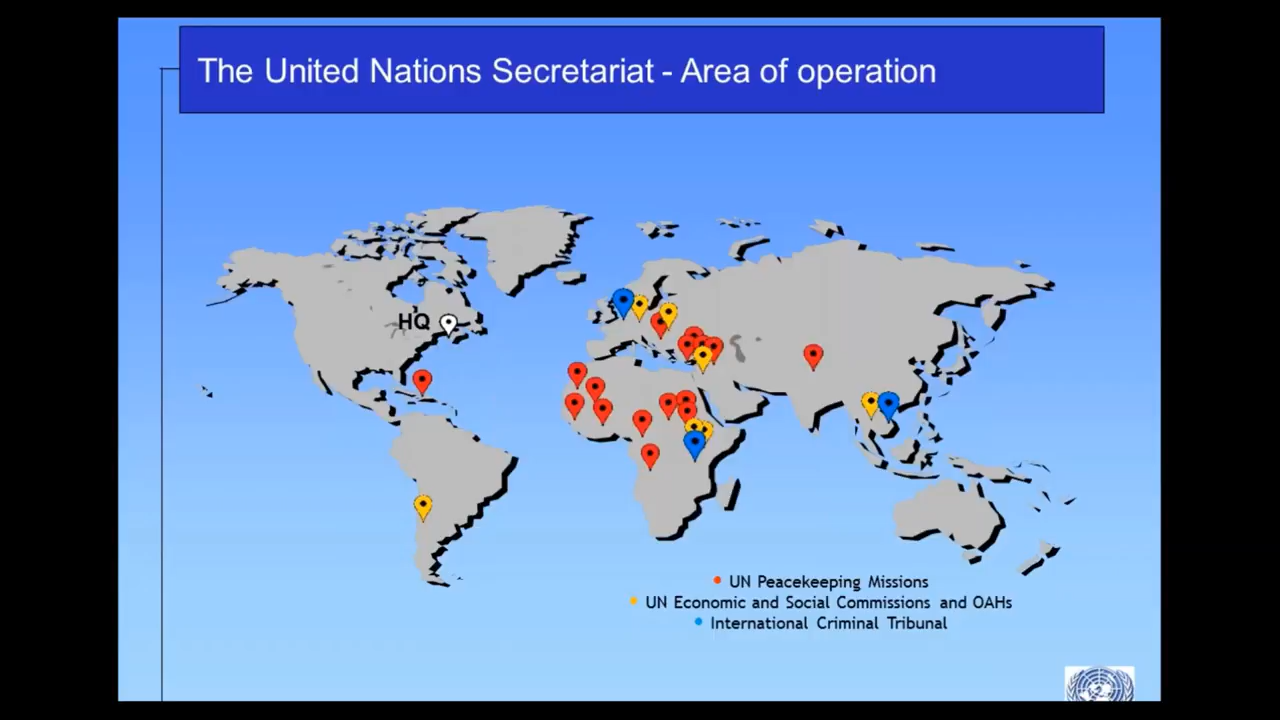 The United Nations Secretariat - Area of operation
HQ
UN Peacekeeping Missions
UN Economic and Social Commissions and OAHs
International Criminal Tribunal